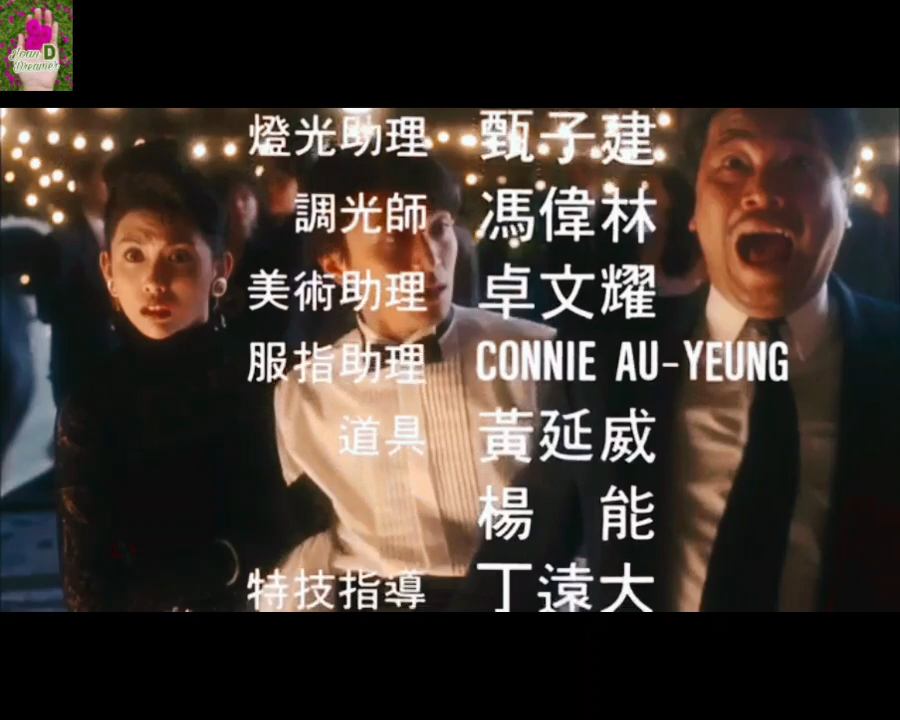 Hoan D
Dreamer
燈光助理 甄子建
調光師 馮偉林
美術助理 卓文耀
服指助理 CONNIE AU-YEUNG
道具 黃延威
楊 能
特技指導 丁遠大